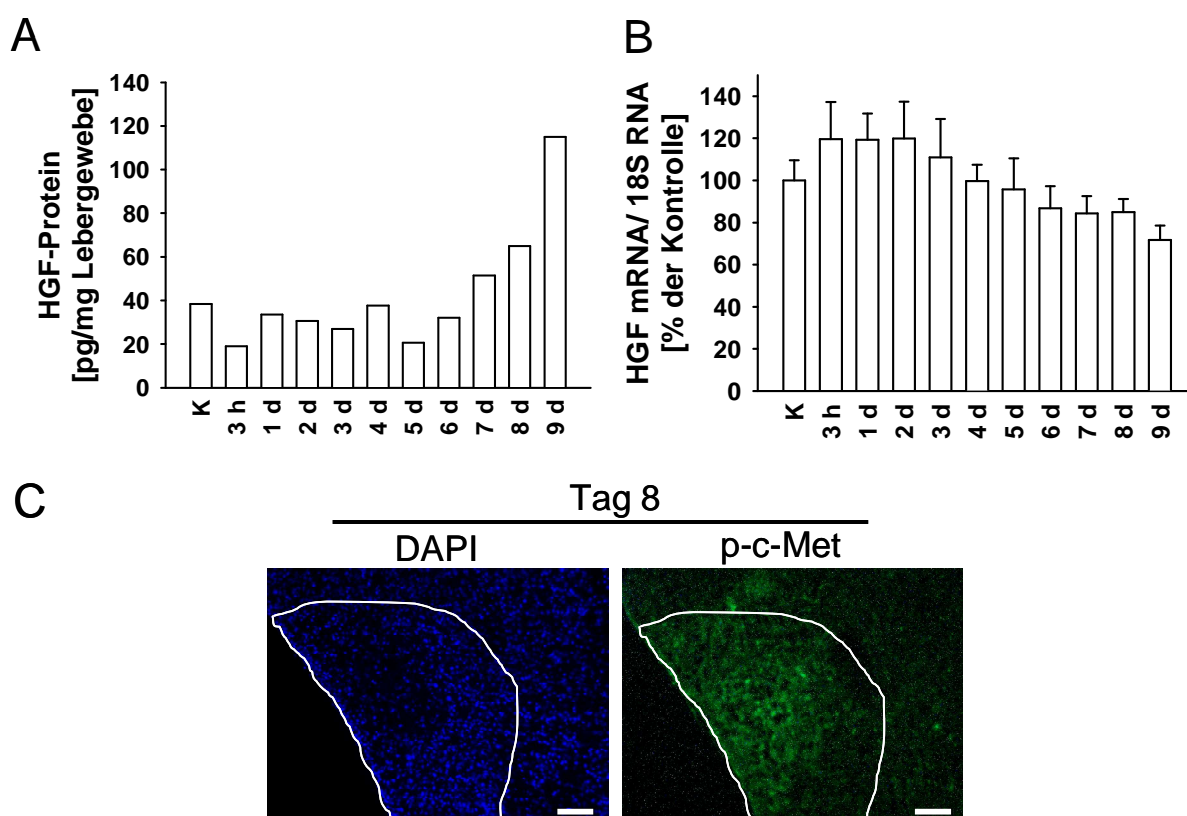 A
HGF-Protein
[pg/mg Lebergewebe]
140
120
100
80
60
40
20
0
K
3 h
1 d
2 d
3 d
4 d
5 d
6 d
7 d
8 d
9 d
B
HGF mRNA/ 18S RNA
[% der Kontrolle]
140
120
100
80
60
40
20
0
K
3 h
1 d
2 d
3 d
4 d
5 d
6 d
7 d
8 d
9 d
C
Tag 8
DAPI
p-c-Met